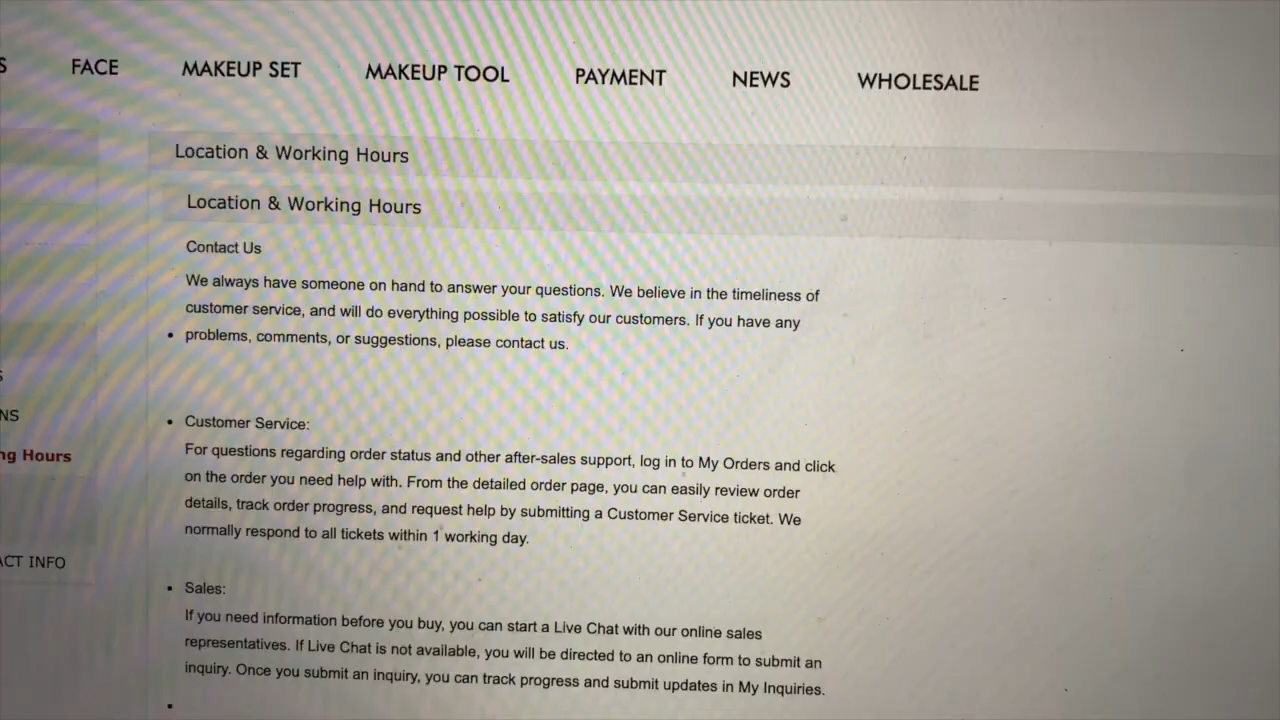 S FACE MAKEUP SET MAKEUP TOOL PAYMENT NEWS WHOLESALE
Location & Working Hours
Location & Working Hours
Contact Us
We always have someone on hand to answer your questions. We believe in the timeliness of
customer service, and will do everything possible to satisfy our customers. If you have any
• problems, comments, or suggestions, please contact us.
S
NS
ng Hours
ACT INFO
• Customer Service:
For questions regarding order status and other after-sales support, log in to My Orders and click
on the order you need help with. From the detailed order page, you can easily review order
details, track order progress, and request help by submitting a Customer Service ticket. We
normally respond to all tickets within 1 working day.
• Sales:
If you need information before you buy, you can start a Live Chat with our online sales
representatives. If Live Chat is not available, you will be directed to an online form to submit an
inquiry. Once you submit an inquiry, you can track progress and submit updates in My Inquiries.